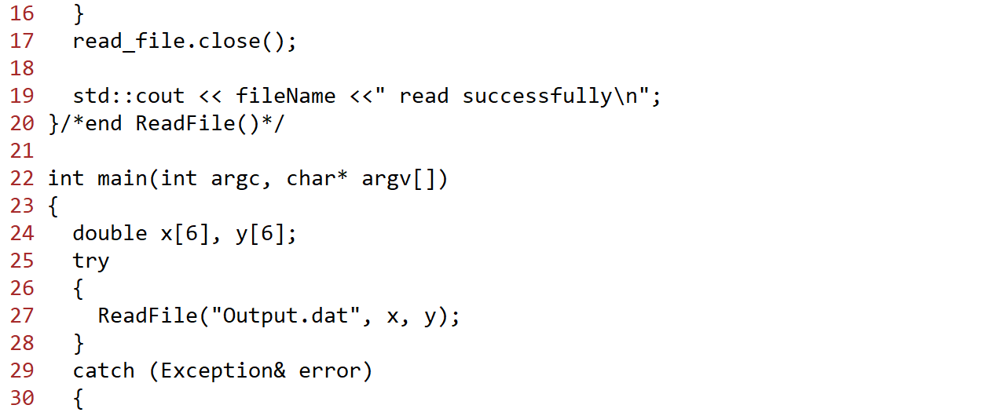 16   }
17   read_file.close();
18
19   std::cout << fileName <<" read successfully\n";
20 }/*end ReadFile()*/
21
22 int main(int argc, char* argv[])
23 {
24   double x[6], y[6];
25   try
26   {
27     ReadFile("Output.dat", x, y);
28   }
29   catch (Exception& error)
30   {